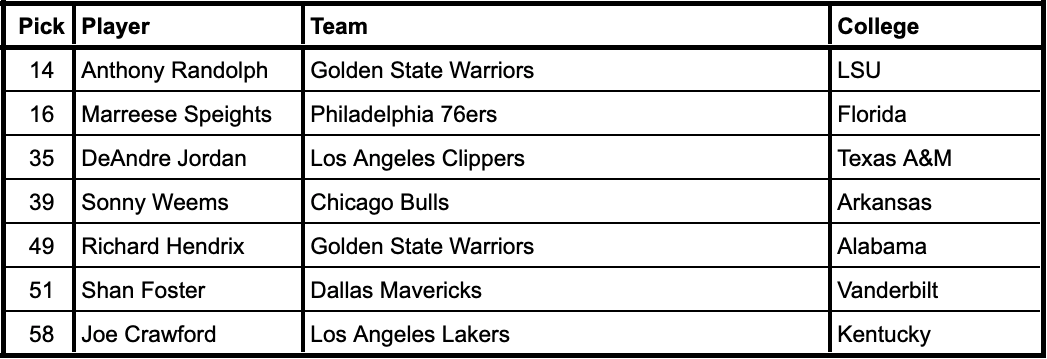 Pick Player Team College
14 Anthony Randolph Golden State Warriors LSU
16 Marreese Speights Philadelphia 76ers Florida
35 DeAndre Jordan Los Angeles Clippers Texas A&M
39 Sonny Weems Chicago Bulls Arkansas
49 Richard Hendrix Golden State Warriors Alabama
51 Shan Foster Dallas Mavericks Vanderbilt
58 Joe Crawford Los Angeles Lakers Kentucky